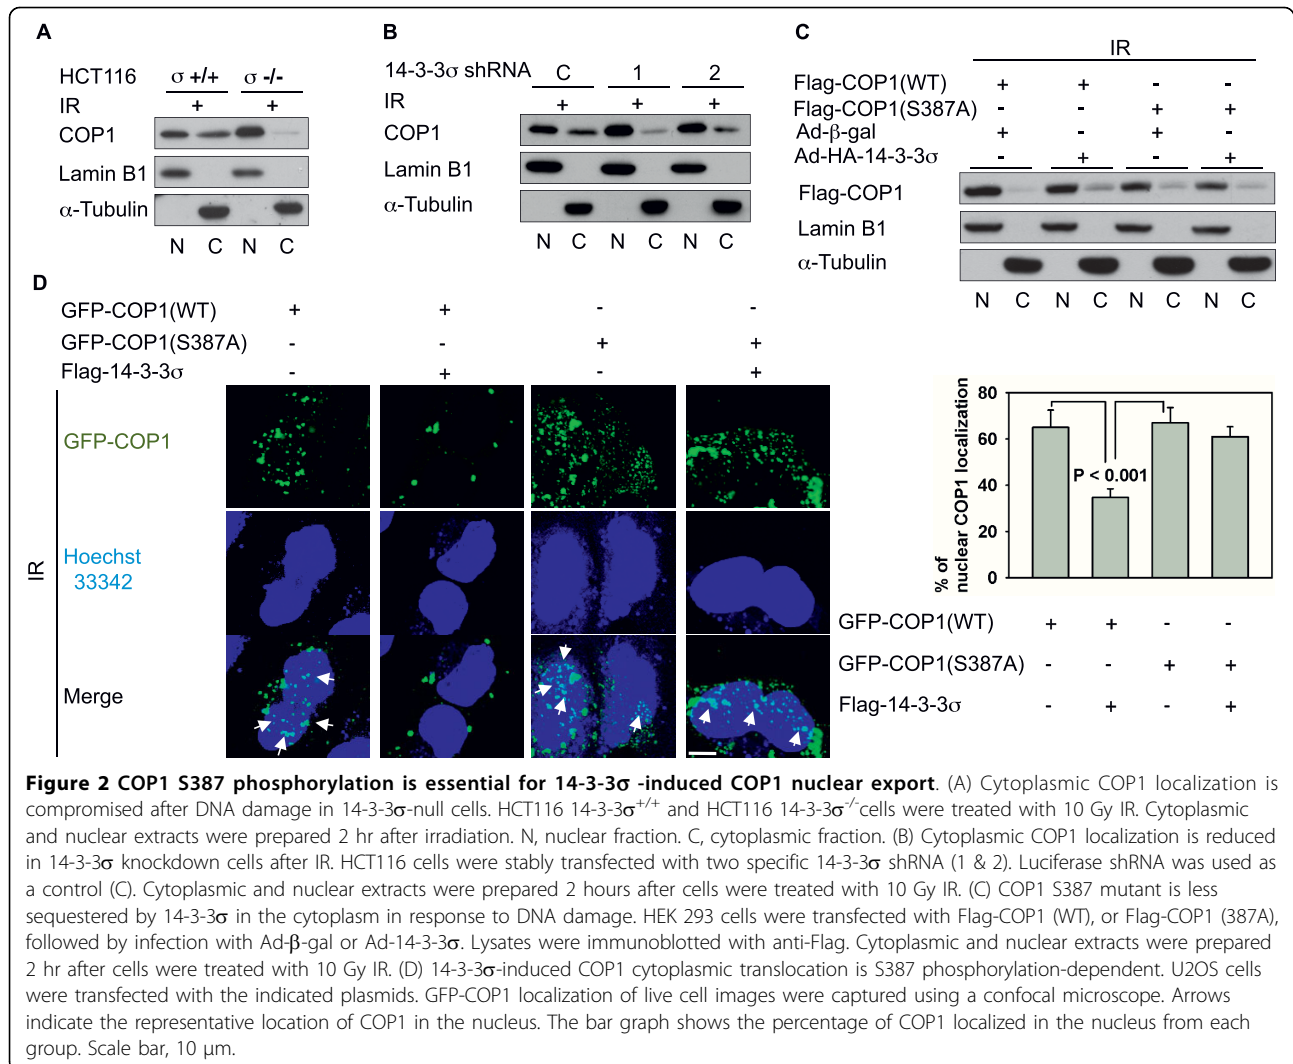 A
HCT116 σ +/+ σ -/-
IR + +
COP1
Lamin B1
α-Tubulin
N C N C
B
14-3-3σ shRNA C 1 2
IR + + +
COP1
Lamin B1
α-Tubulin
N C N C N C
C
IR
Flag-COP1(WT) + + - -
Flag-COP1(S387A) - - + +
Ad-β-gal + - + -
Ad-HA-14-3-3σ - + - +
Flag-COP1
Lamin B1
α-Tubulin
N C N C N C N C
D
GFP-COP1(WT) + + - -
GFP-COP1(S387A) - - + +
Flag-14-3-3σ - + - +
IR
GFP-COP1
Hoechst
33342
Merge
% of
nuclear COP1 localization
80
60
40
20
0
P < 0.001
GFP-COP1(WT) + + - -
GFP-COP1(S387A) - - + +
Flag-14-3-3σ - + - +
Figure 2 COP1 S387 phosphorylation is essential for 14-3-3σ -induced COP1 nuclear export. (A) Cytoplasmic COP1 localization is
compromised after DNA damage in 14-3-3σ-null cells. HCT116 14-3-3σ+/+ and HCT116 14-3-3σ-/-cells were treated with 10 Gy IR. Cytoplasmic
and nuclear extracts were prepared 2 hr after irradiation. N, nuclear fraction. C, cytoplasmic fraction. (B) Cytoplasmic COP1 localization is reduced
in 14-3-3σ knockdown cells after IR. HCT116 cells were stably transfected with two specific 14-3-3σ shRNA (1 & 2). Luciferase shRNA was used as
a control (C). Cytoplasmic and nuclear extracts were prepared 2 hours after cells were treated with 10 Gy IR. (C) COP1 S387 mutant is less
sequestered by 14-3-3σ in the cytoplasm in response to DNA damage. HEK 293 cells were transfected with Flag-COP1 (WT), or Flag-COP1 (387A),
followed by infection with Ad-β-gal or Ad-14-3-3σ. Lysates were immunoblotted with anti-Flag. Cytoplasmic and nuclear extracts were prepared
2 hr after cells were treated with 10 Gy IR. (D) 14-3-3σ-induced COP1 cytoplasmic translocation is S387 phosphorylation-dependent. U2OS cells
were transfected with the indicated plasmids. GFP-COP1 localization of live cell images were captured using a confocal microscope. Arrows
indicate the representative location of COP1 in the nucleus. The bar graph shows the percentage of COP1 localized in the nucleus from each
group. Scale bar, 10 μm.